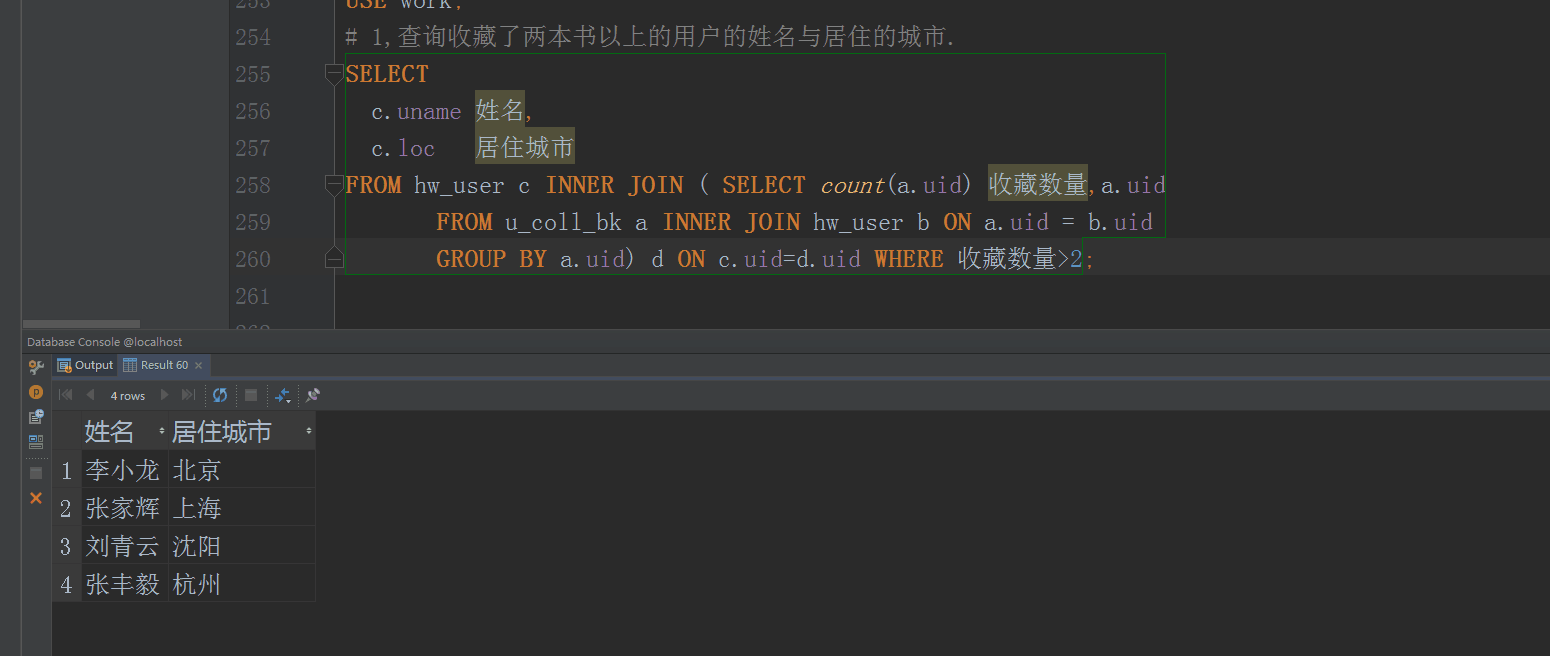 253 USE work;
254 # 1,查询收藏了两本书以上的用户的姓名与居住的城市.
255 SELECT
256 c.uname 姓名,
257 c.loc 居住城市
258 FROM hw_user c INNER JOIN ( SELECT count(a.uid) 收藏数量,a.uid
259 FROM u_coll_bk a INNER JOIN hw_user b ON a.uid = b.uid
260 GROUP BY a.uid) d ON c.uid=d.uid WHERE 收藏数量>2;
261
Database Console @localhost
Output Result 60
4 rows
姓名 居住城市
1 李小龙 北京
2 张家辉 上海
3 刘青云 沈阳
4 张丰毅 杭州